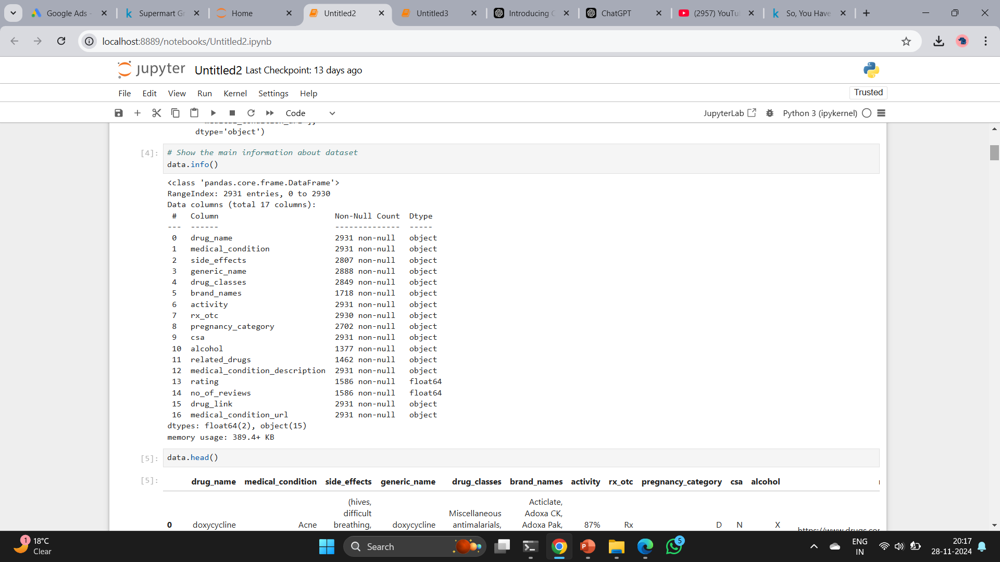 Google Ads -
Supermart Gr
Home
Untitled2
Untitled3
Introducing C
ChatGPT
(2957) YouTu
So, You Have
localhost:8889/notebooks/Untitled2.ipynb
jupyter Untitled2 Last Checkpoint: 13 days ago
File Edit View Run Kernel Settings Help
Trusted
Code
JupyterLab
Python 3 (ipykernel)
dtype='object')
[4]: # Show the main information about dataset
data.info()
<class 'pandas.core.frame.DataFrame'>
RangeIndex: 2931 entries, 0 to 2930
Data columns (total 17 columns):
# Column Non-Null Count Dtype
--- ------ -------------- -----
0 drug_name 2931 non-null object
1 medical_condition 2931 non-null object
2 side_effects 2807 non-null object
3 generic_name 2888 non-null object
4 drug_classes 2849 non-null object
5 brand_names 1718 non-null object
6 activity 2931 non-null object
7 rx_otc 2930 non-null object
8 pregnancy_category 2702 non-null object
9 csa 2931 non-null object
10 alcohol 1377 non-null object
11 related_drugs 1462 non-null object
12 medical_condition_description 2931 non-null object
13 rating 1586 non-null float64
14 no_of_reviews 1586 non-null float64
15 drug_link 2931 non-null object
16 medical_condition_url 2931 non-null object
dtypes: float64(2), object(15)
memory usage: 389.4+ KB
[5]: data.head()
[5]: drug_name medical_condition side_effects generic_name drug_classes brand_names activity rx_otc pregnancy_category csa alcohol
(hives, Acticlate,
difficult Miscellaneous Adoxa CK,
0 doxycycline Acne breathing, doxycycline antimalarials, Adoxa Pak, 87% Rx D N X
1 18°C
Clear
Search
5
ENG
IN
20:17
28-11-2024